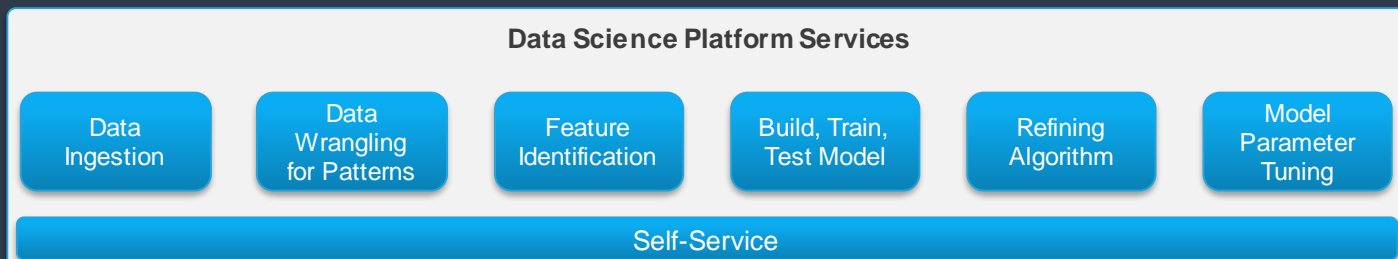 Data Science Platform Services
Data
Ingestion
Data
Wrangling
for Patterns
Feature
Identification
Build, Train,
Test Model
Refining
Algorithm
Model
Parameter
Tuning
Self-Service